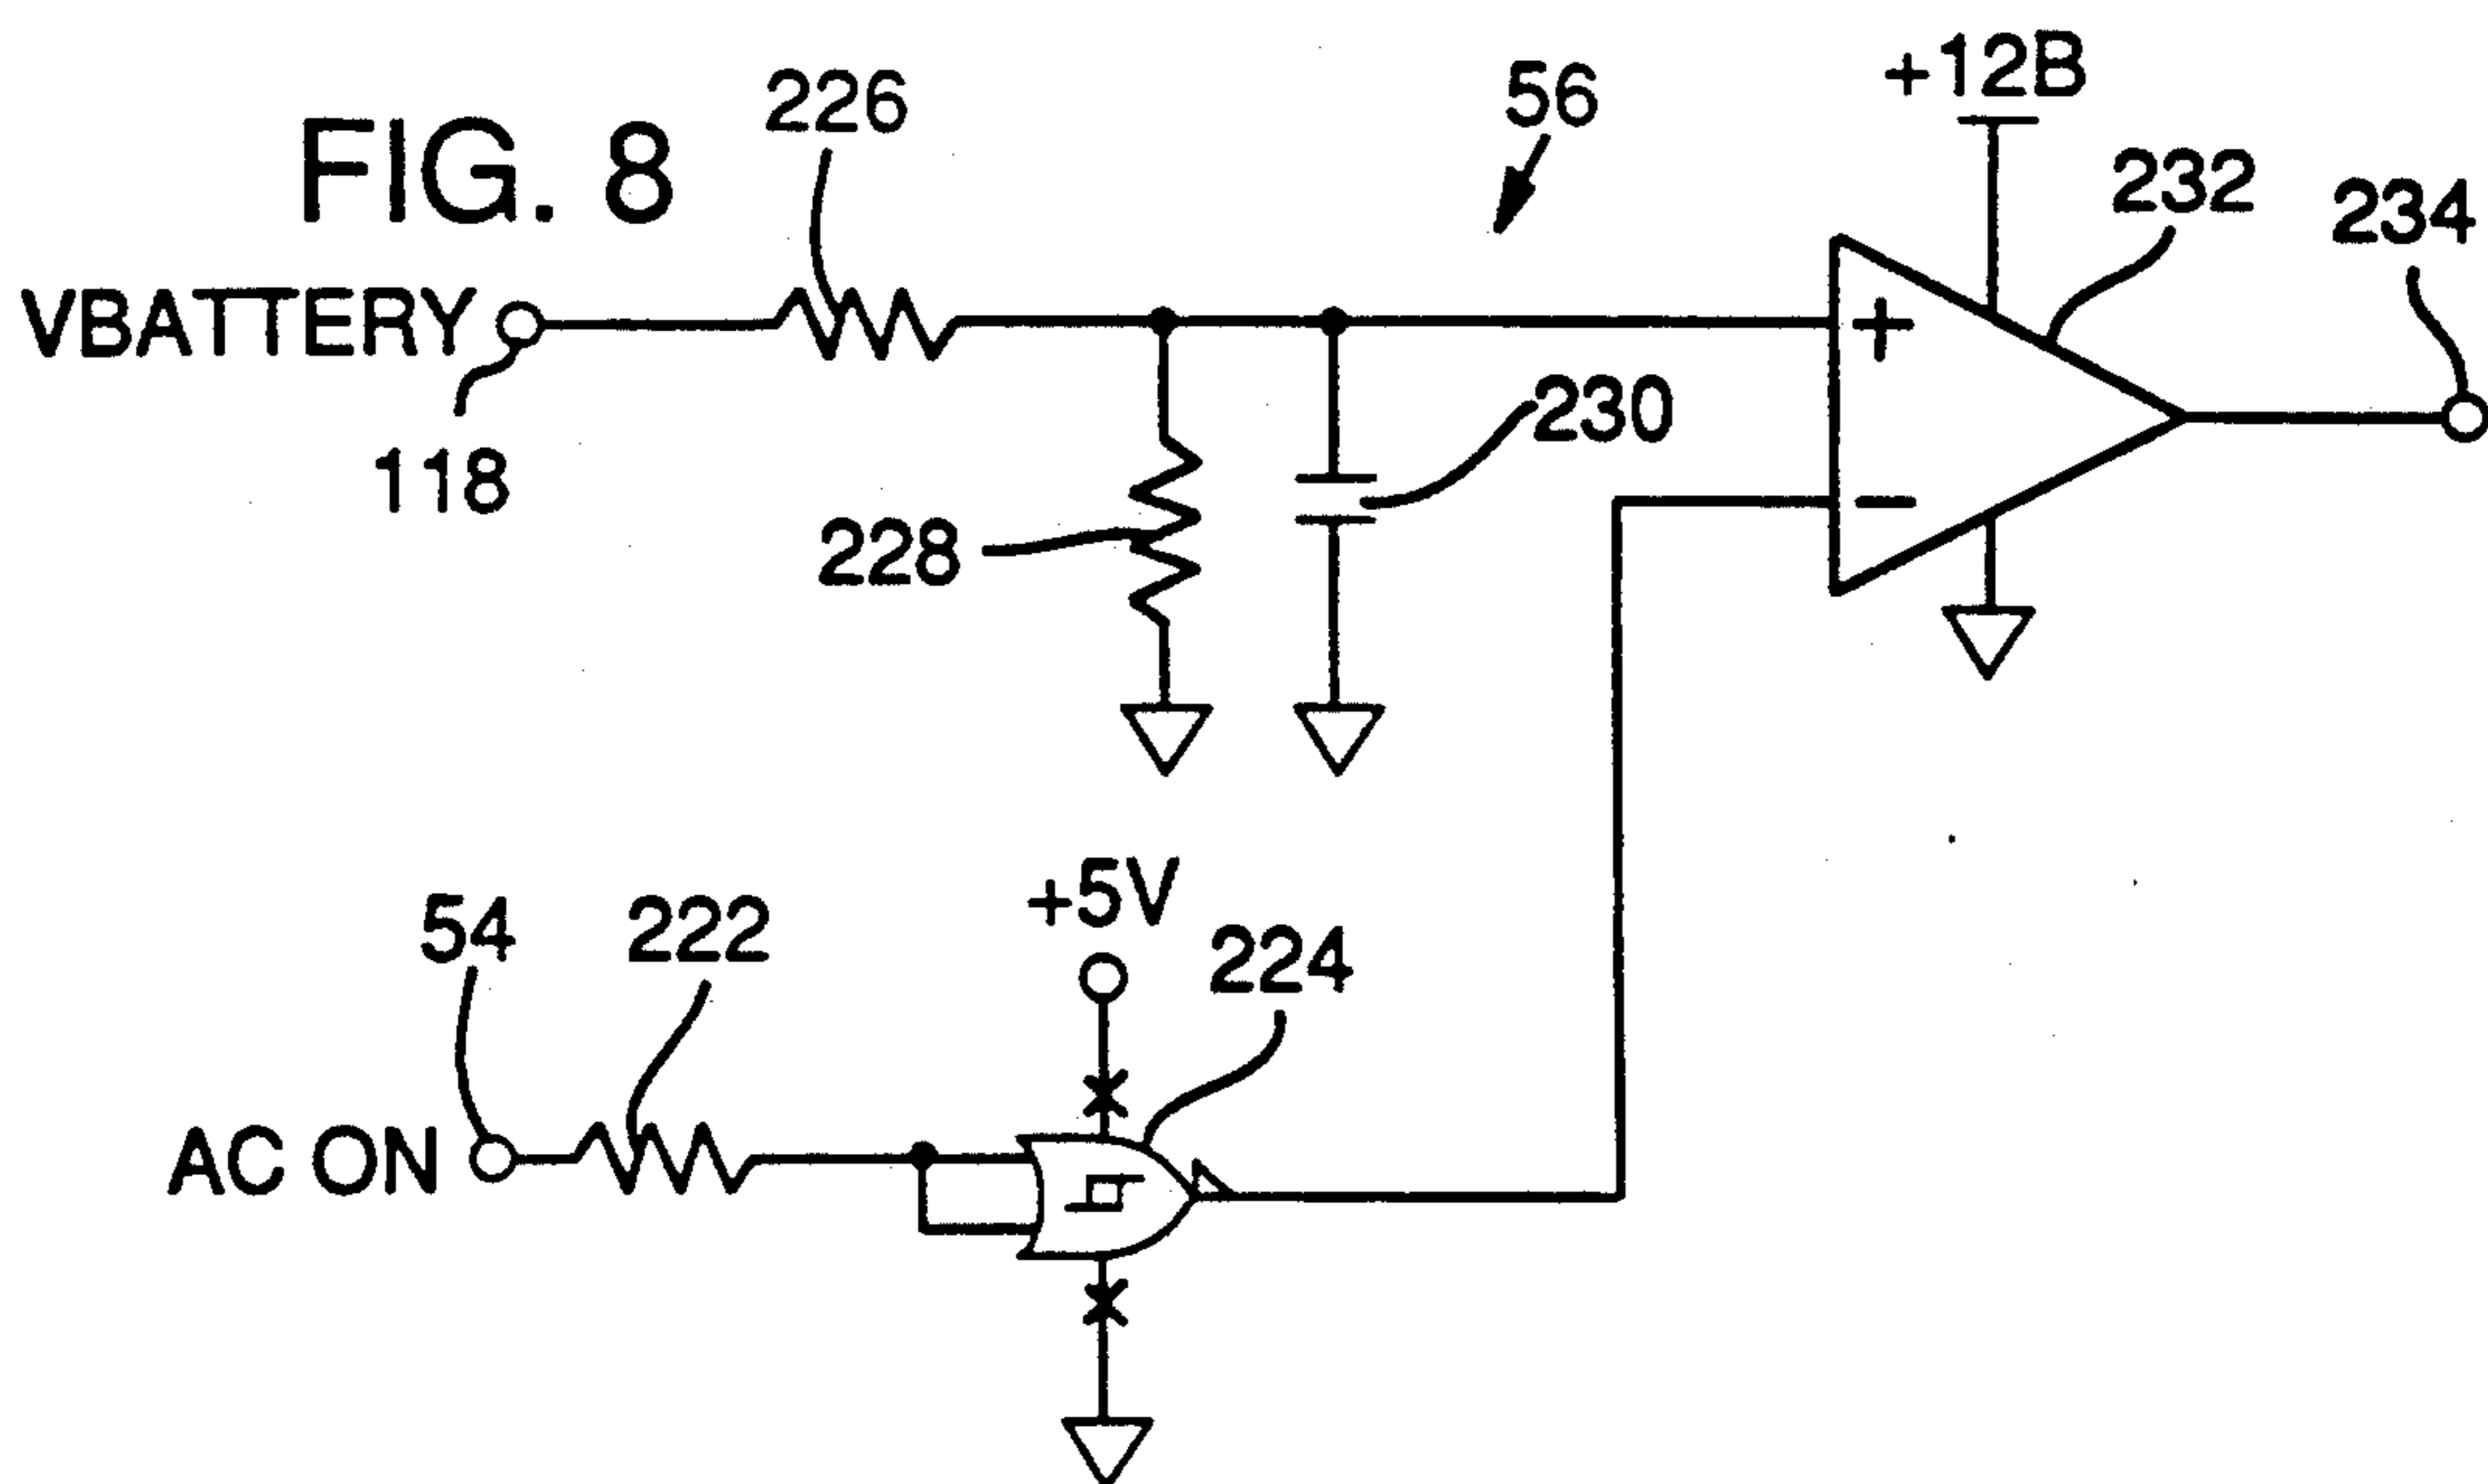 FIG. 8
226
56
+12B
232
234
VBATTERY
118
+
230
228
−
+5V
54
222
224
AC ON